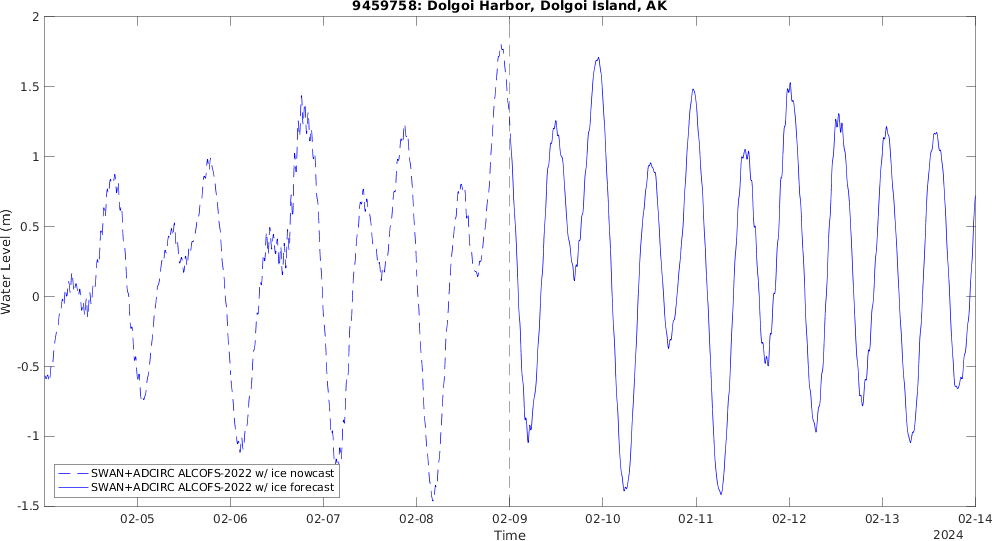 9459758: Dolgoi Harbor, Dolgoi Island, AK
2
1.5
1
0.5
0
-0.5
-1
-1.5
Water Level (m)
SWAN+ADCIRC ALCOFS-2022 w/ ice nowcast
SWAN+ADCIRC ALCOFS-2022 w/ ice forecast
02-05 02-06 02-07 02-08 02-09 02-10 02-11 02-12 02-13 02-14
Time
2024